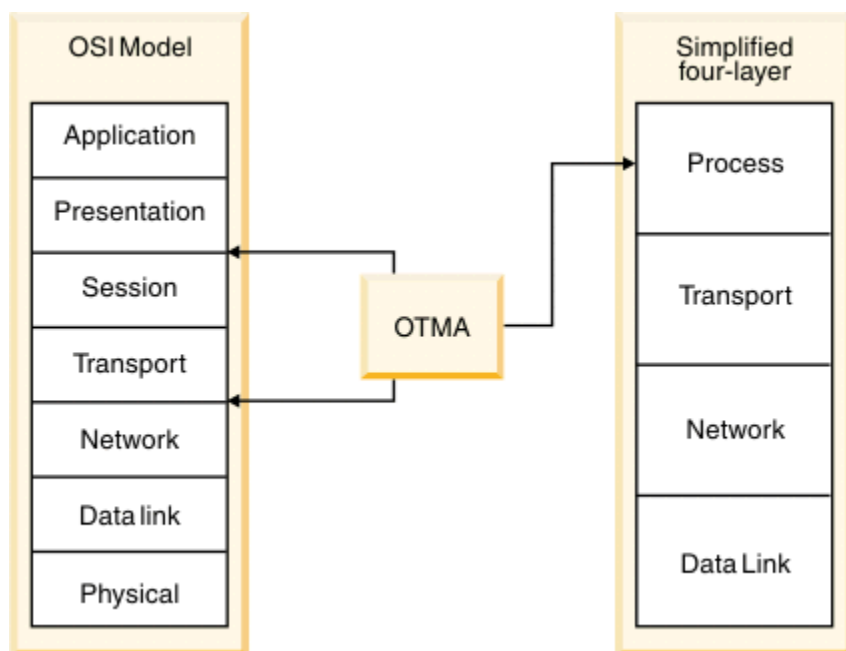 OSI Model
Application
Presentation
Session
Transport
Network
Data link
Physical
OTMA
Simplified
four-layer
Process
Transport
Network
Data Link